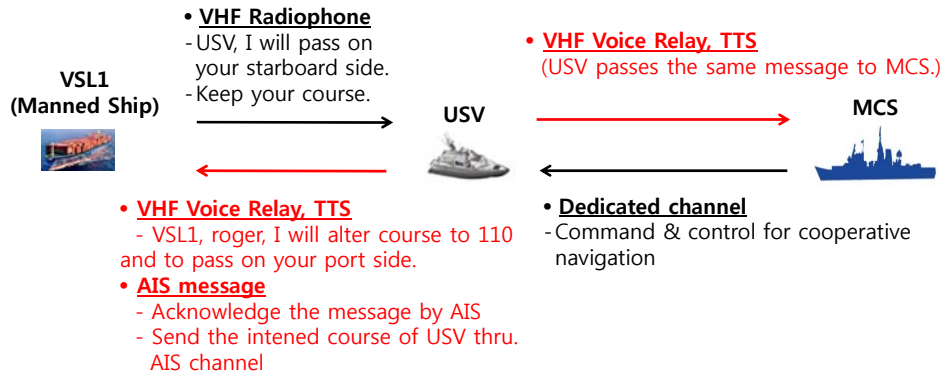 • VHF Radiophone
- USV, I will pass on
your starboard side.
- Keep your course.
• VHF Voice Relay, TTS
(USV passes the same message to MCS.)
VSL1
(Manned Ship)
USV
MCS
• VHF Voice Relay, TTS
- VSL1, roger, I will alter course to 110
and to pass on your port side.
• AIS message
- Acknowledge the message by AIS
- Send the intened course of USV thru.
AIS channel
• Dedicated channel
- Command & control for cooperative
navigation